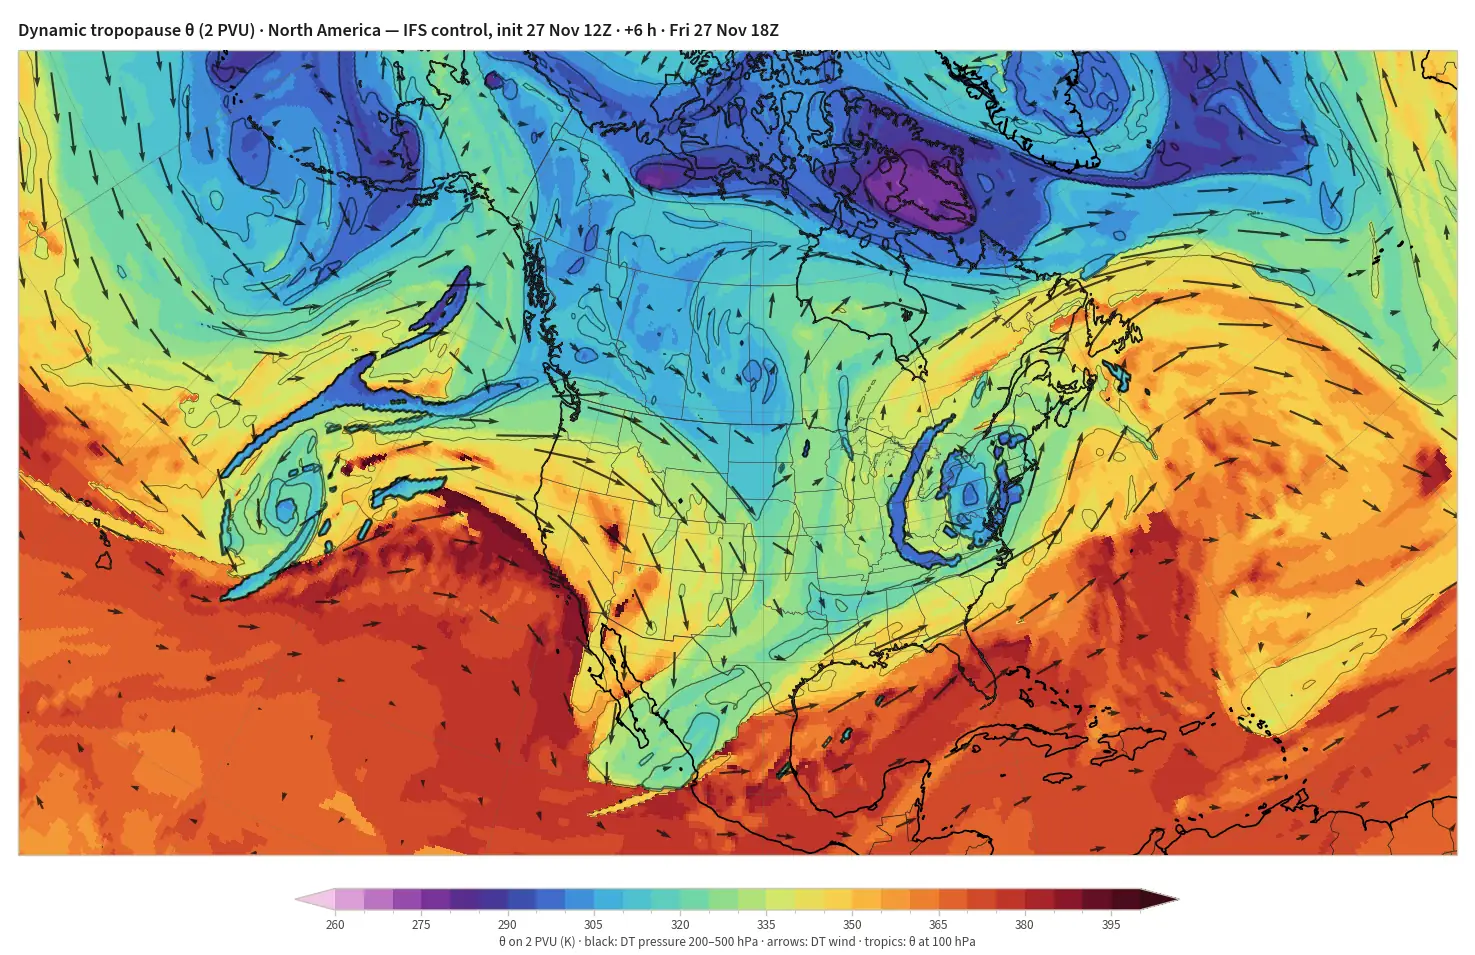 Dynamic tropopause θ (2 PVU) · North America — IFS control, init 27 Nov 12Z · +6 h · Fri 27 Nov 18Z
260 275 290 305 320 335 350 365 380 395
θ on 2 PVU (K) · black: DT pressure 200–500 hPa · arrows: DT wind · tropics: θ at 100 hPa